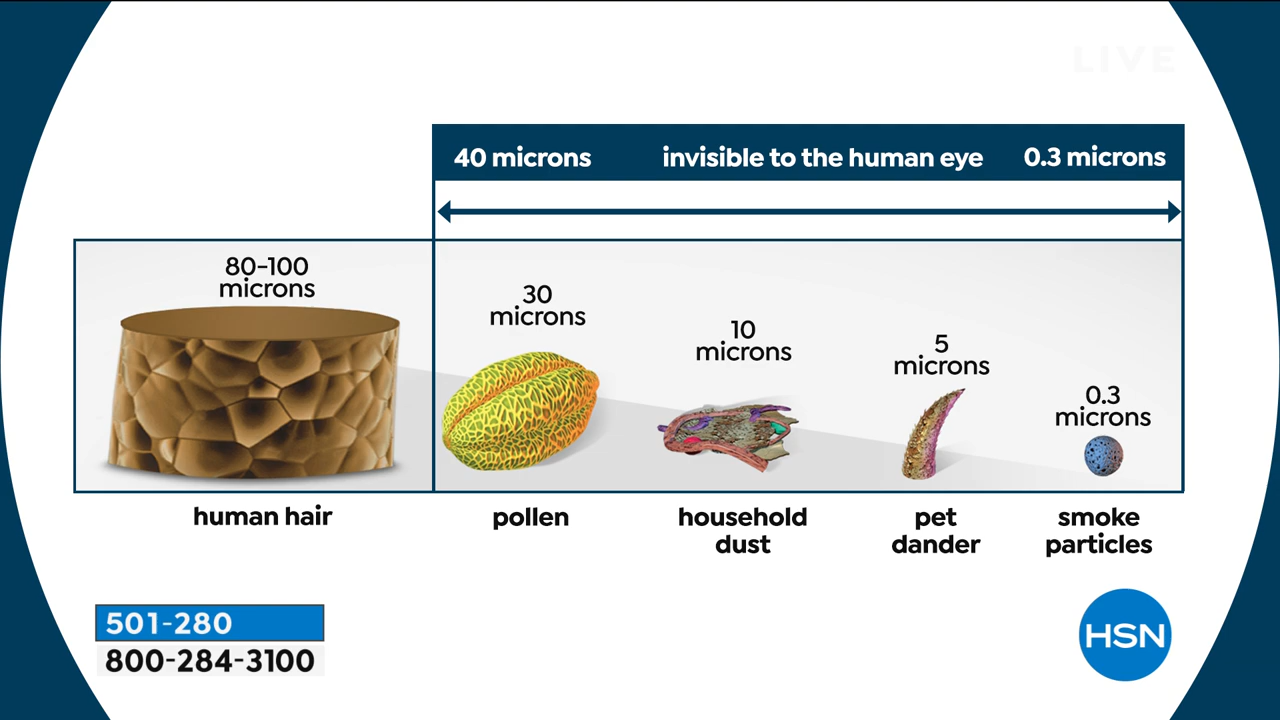 LIVE
40 microns invisible to the human eye 0.3 microns
80-100
microns
30
microns
10
microns
5
microns
0.3
microns
human hair
pollen
household
dust
pet
dander
smoke
particles
501-280
800-284-3100
HSN